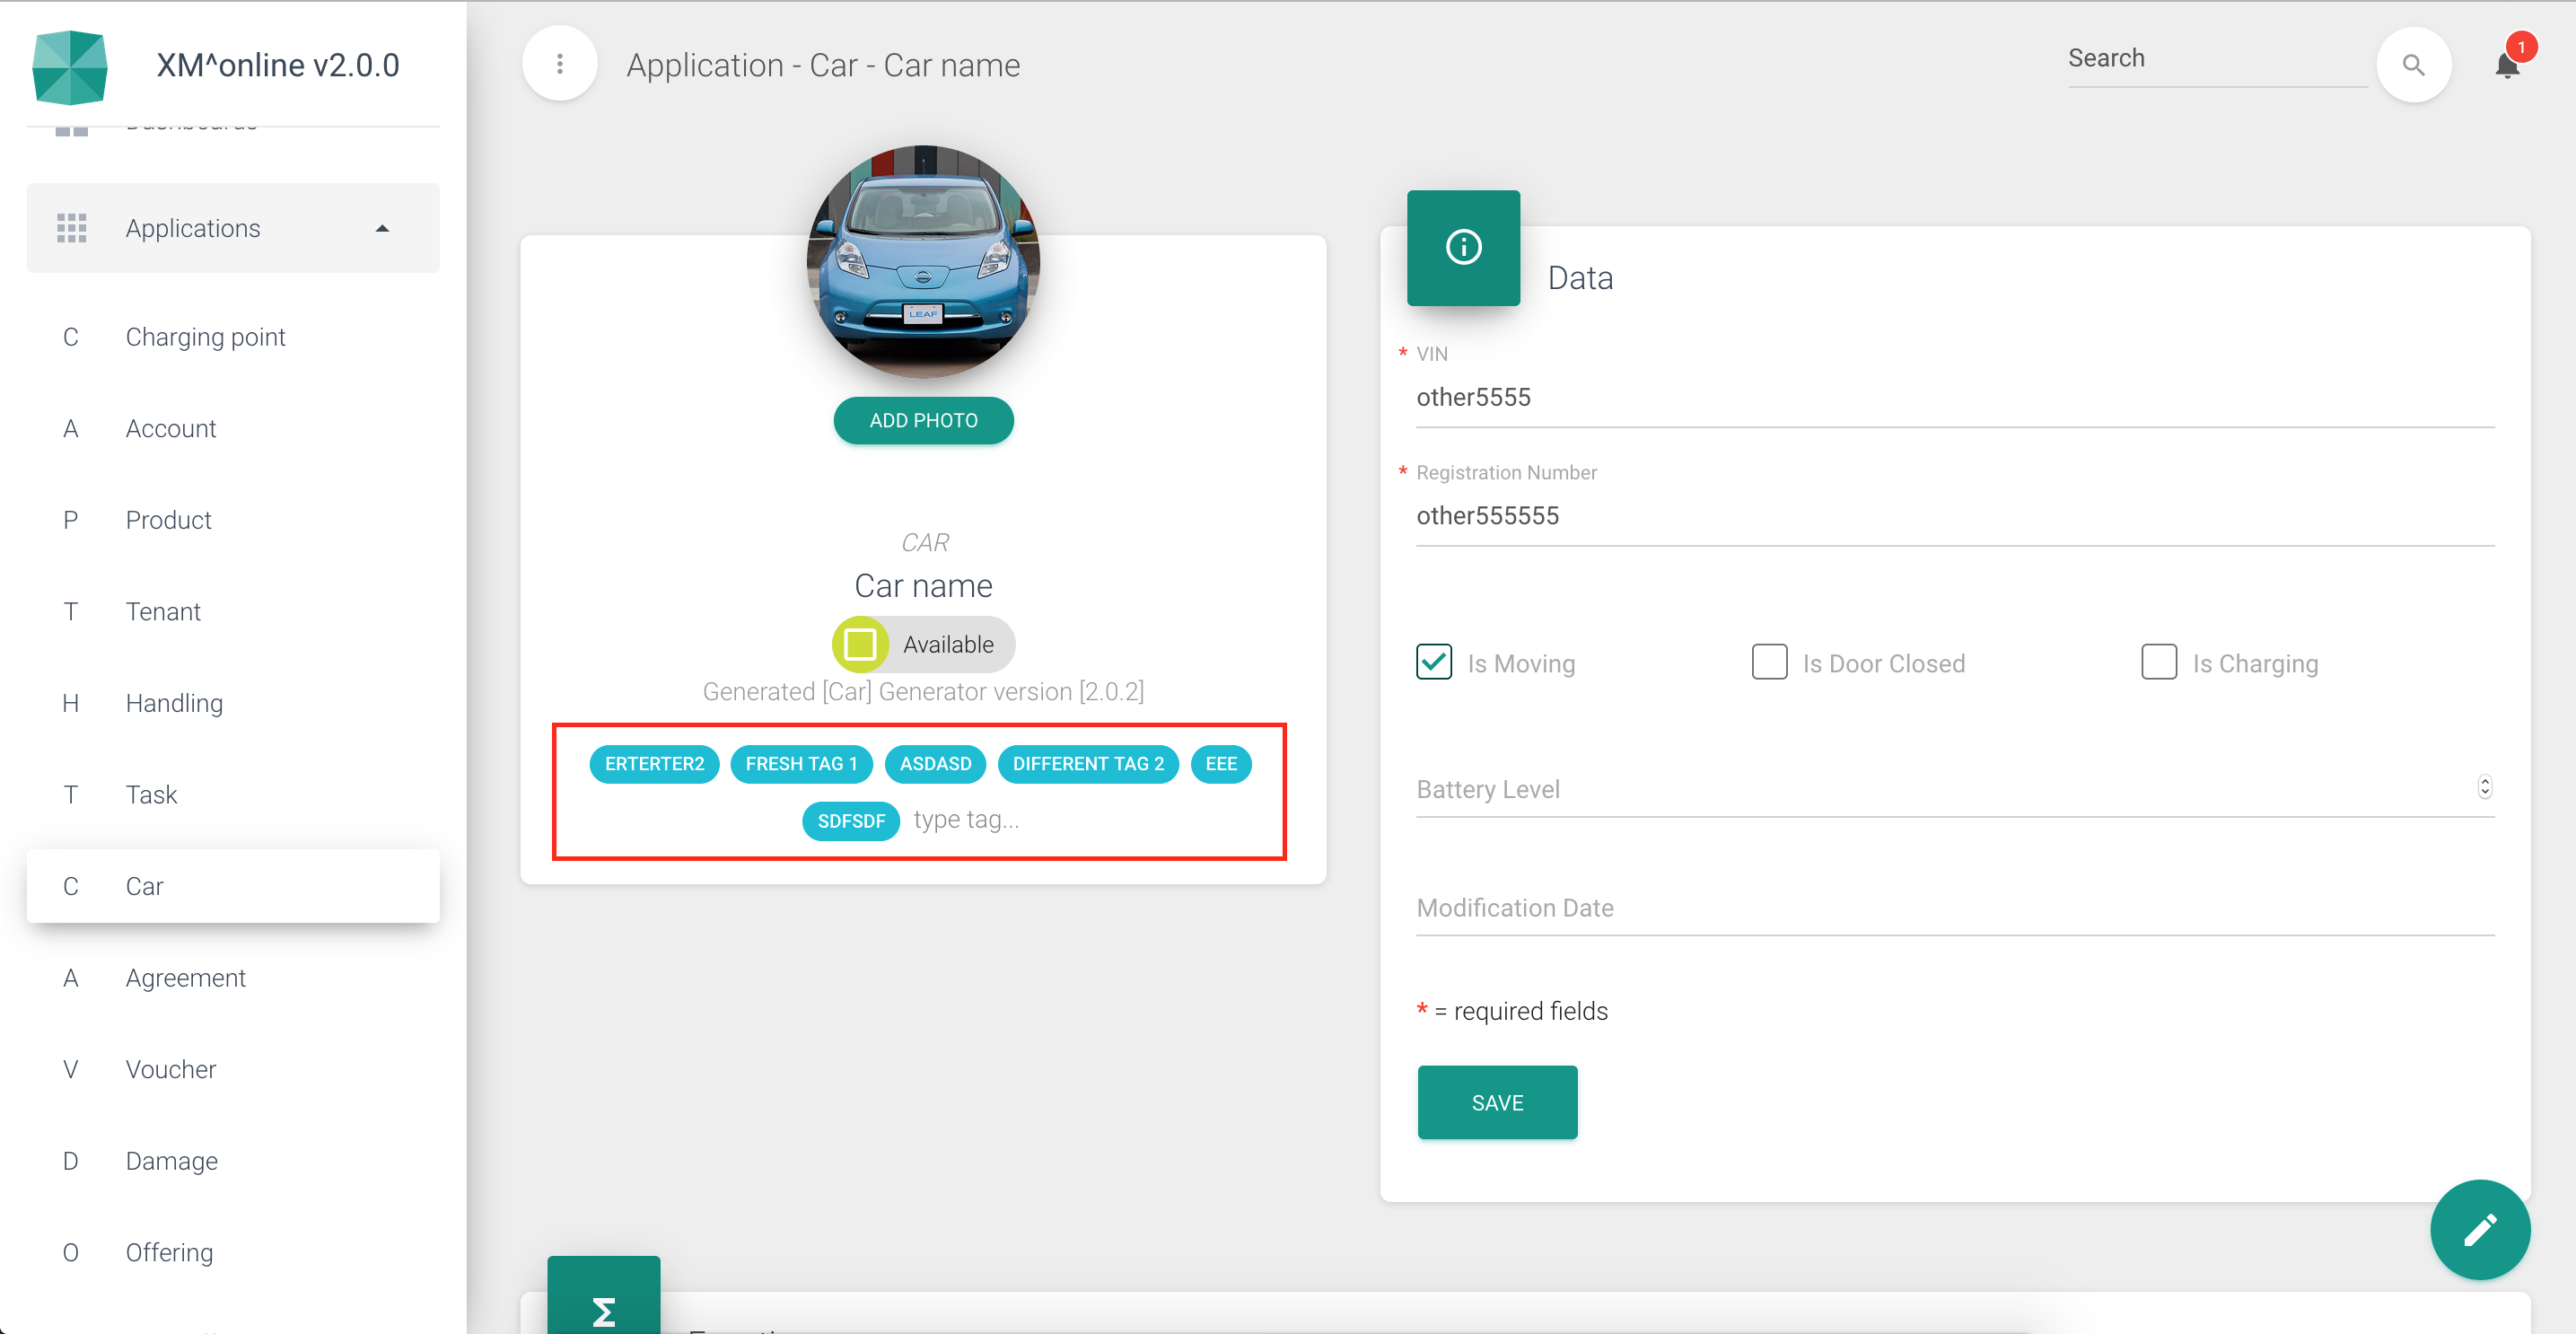 XM^online v2.0.0
Applications
C Charging point
A Account
P Product
T Tenant
H Handling
T Task
C Car
A Agreement
V Voucher
D Damage
O Offering
Application - Car - Car name
Search
1
LEAF
ADD PHOTO
CAR
Car name
Available
Generated [Car] Generator version [2.0.2]
ERTERTER2 FRESH TAG 1 ASDASD DIFFERENT TAG 2 EEE
SDFSDF type tag...
Data
* VIN
other5555
* Registration Number
other555555
Is Moving Is Door Closed Is Charging
Battery Level
Modification Date
* = required fields
SAVE
Σ